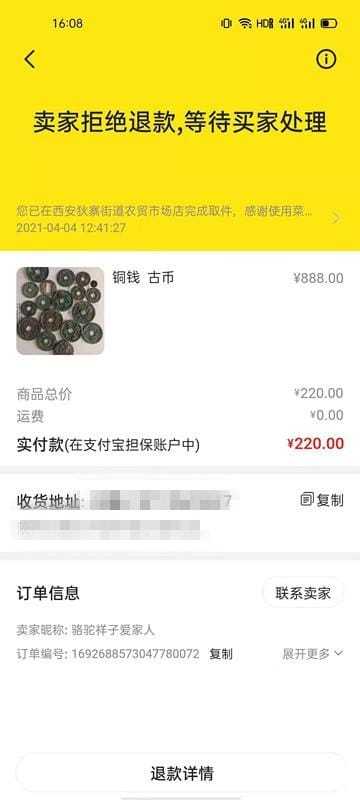 16:08
HD
卖家拒绝退款,等待买家处理
您已在西安狄寨街道农贸市场店完成取件，感谢使用菜...
2021-04-04 12:41:27
铜钱 古币
¥888.00
商品总价
¥220.00
运费
¥0.00
实付款(在支付宝担保账户中)
¥220.00
收货地址:
7
复制
订单信息
联系卖家
卖家昵称: 骆驼祥子爱家人
订单编号: 1692688573047780072
复制
展开更多
退款详情